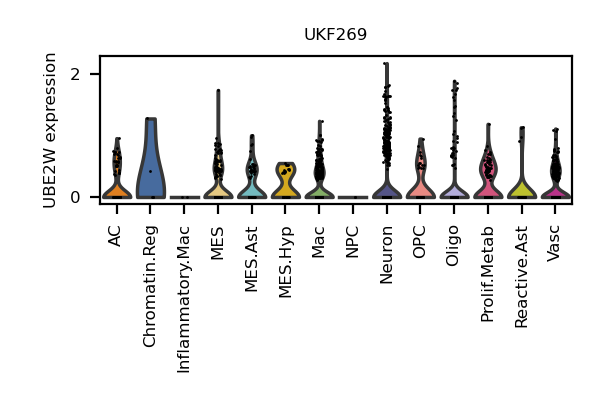 UKF269
UBE2W expression
2
0
AC
Chromatin.Reg
Inflammatory.Mac
MES
MES.Ast
MES.Hyp
Mac
NPC
Neuron
OPC
Oligo
Prolif.Metab
Reactive.Ast
Vasc